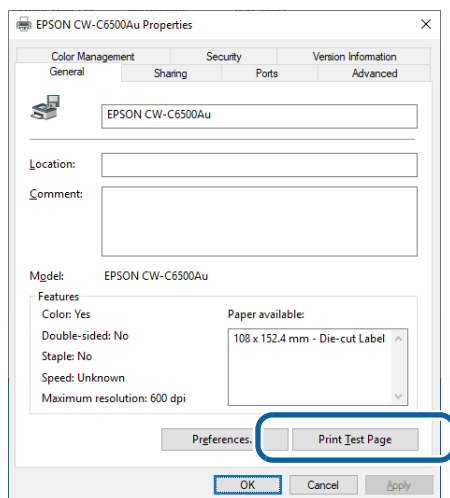 EPSON CW-C6500Au Properties
Color Management Security Version Information
General Sharing Ports Advanced
EPSON CW-C6500Au
Location:
Comment:
Model: EPSON CW-C6500Au
Features
Color: Yes Paper available:
Double-sided: No 108 x 152.4 mm - Die-cut Label
Staple: No
Speed: Unknown
Maximum resolution: 600 dpi
Preferences. Print Test Page
OK Cancel Apply